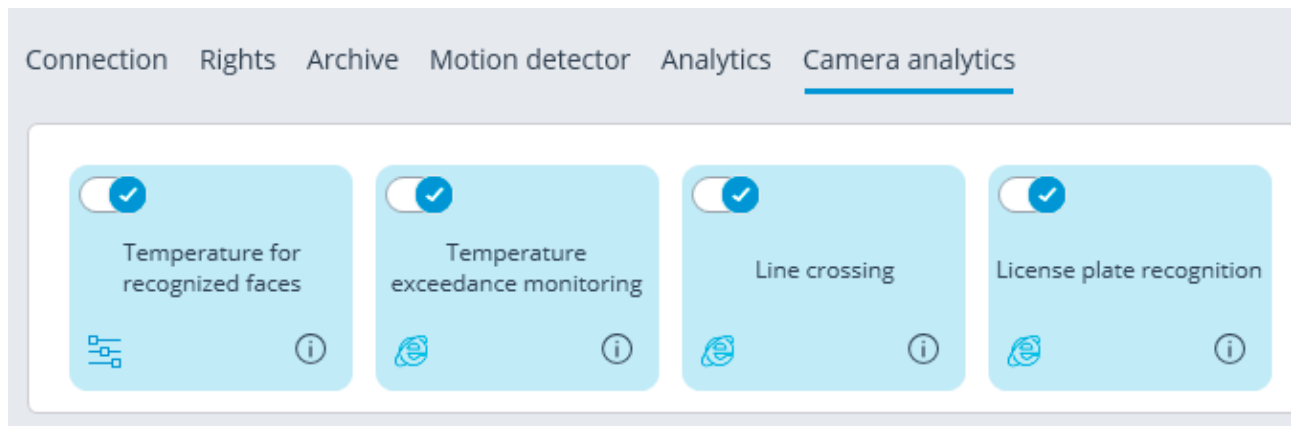 Connection Rights Archive Motion detector Analytics Camera analytics
Temperature for
recognized faces
Temperature
exceedance monitoring
Line crossing
License plate recognition